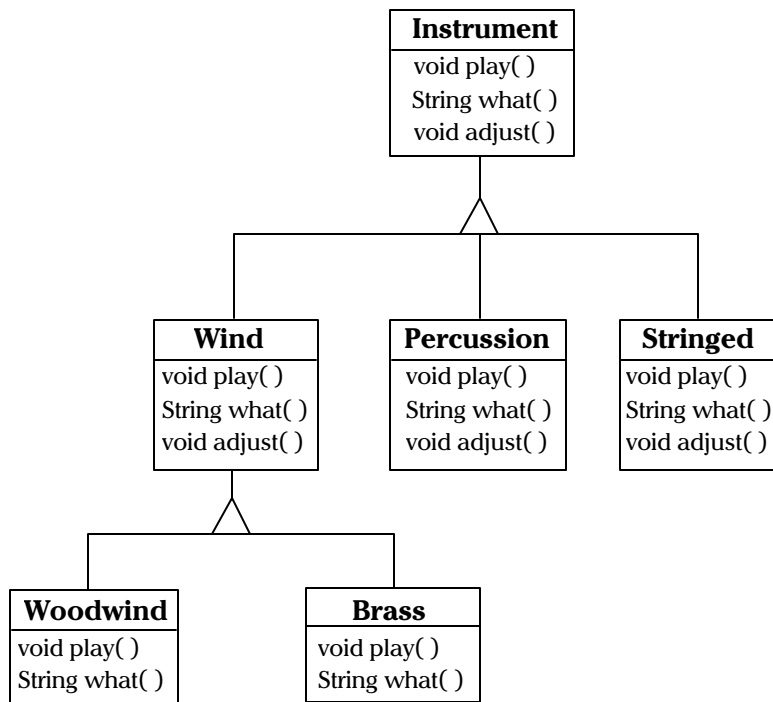 Instrument
void play( )
String what( )
void adjust( )
Wind
void play( )
String what( )
void adjust( )
Percussion
void play( )
String what( )
void adjust( )
Stringed
void play( )
String what( )
void adjust( )
Woodwind
void play( )
String what( )
Brass
void play( )
String what( )